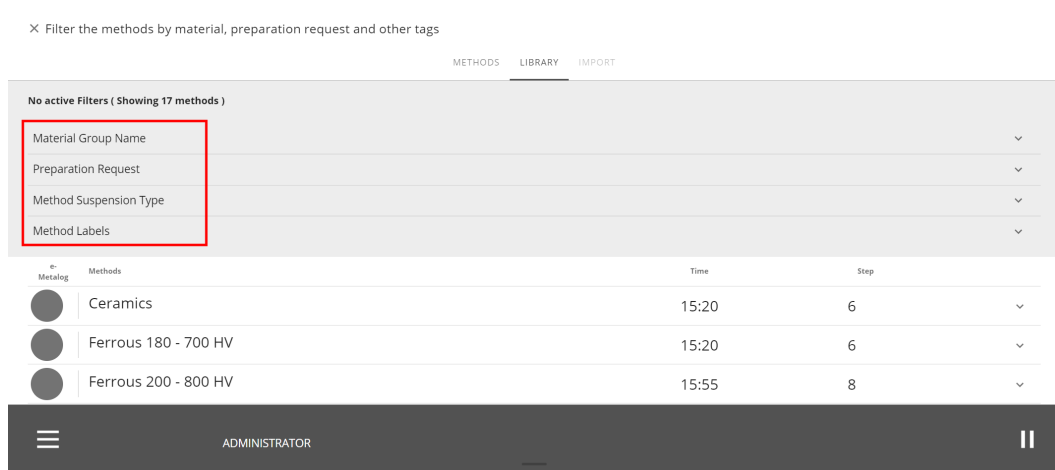 × Filter the methods by material, preparation request and other tags
METHODS LIBRARY IMPORT
No active Filters ( Showing 17 methods )
Material Group Name
Preparation Request
Method Suspension Type
Method Labels
e-Metalog Methods Time Step
Ceramics 15:20 6
Ferrous 180 - 700 HV 15:20 6
Ferrous 200 - 800 HV 15:55 8
ADMINISTRATOR